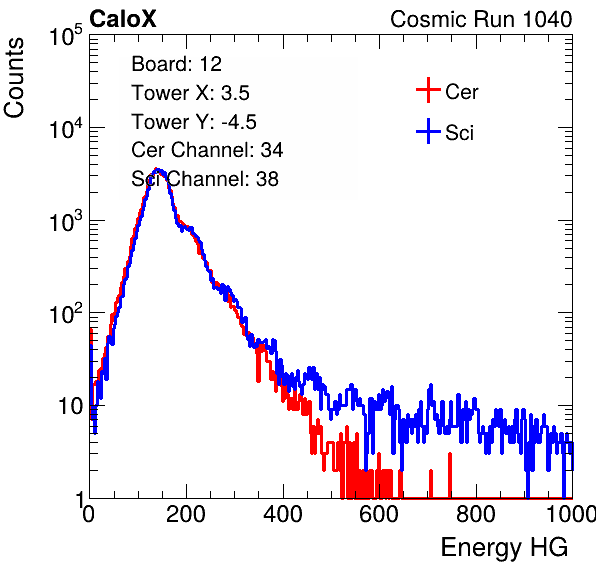 CaloX
Cosmic Run 1040
Counts
10^5
10^4
10^3
10^2
10
1
Board: 12
Tower X: 3.5
Tower Y: -4.5
Cer Channel: 34
Sci Channel: 38
Cer
Sci
0 200 400 600 800 1000
Energy HG